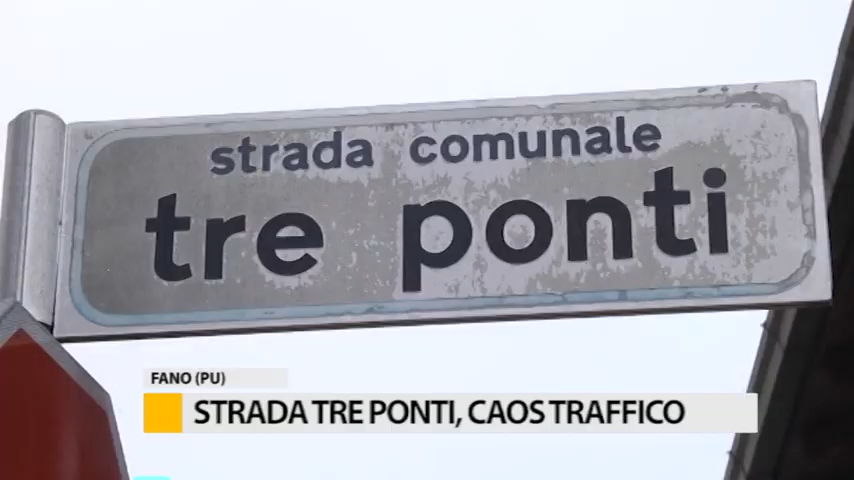 strada comunale
tre ponti
FANO (PU)
STRADA TRE PONTI, CAOS TRAFFICO